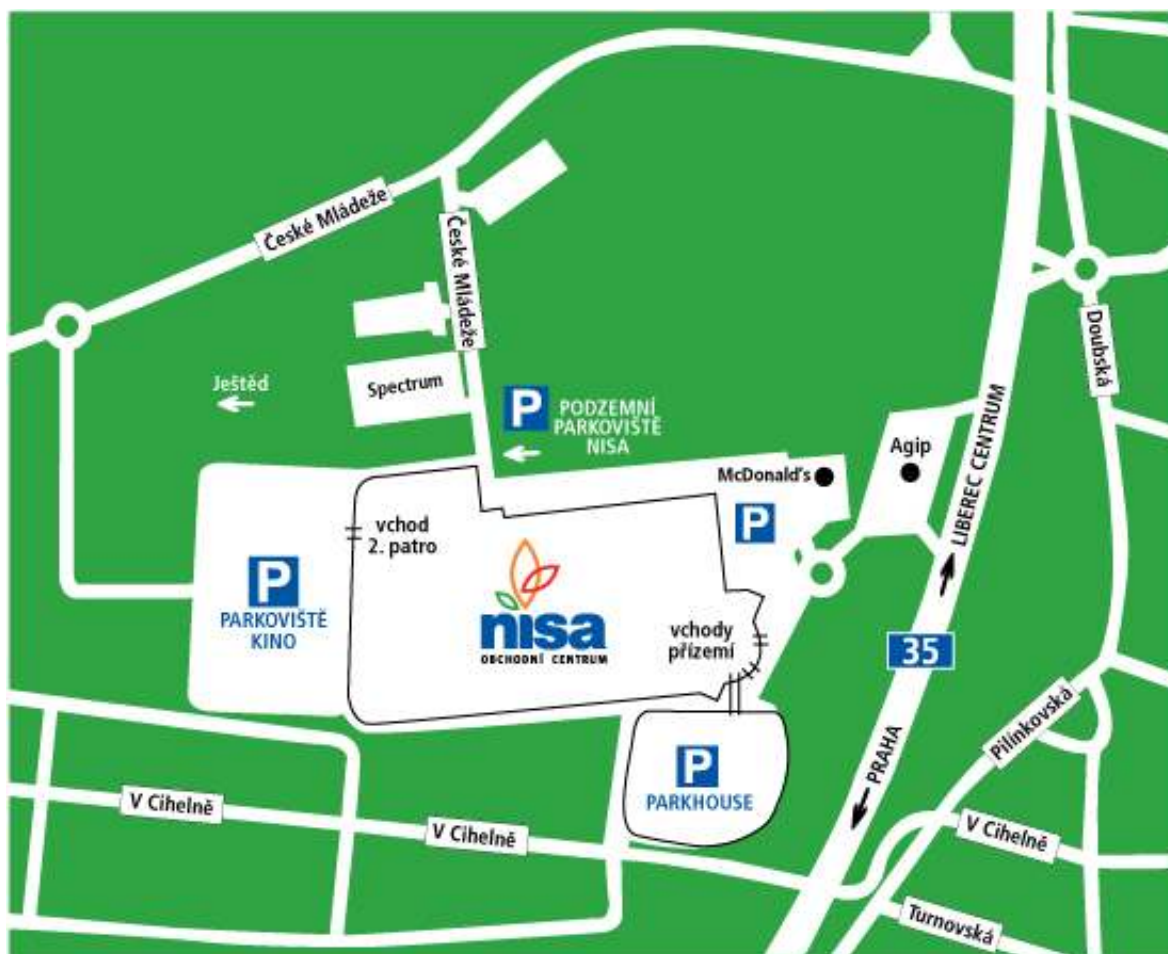 České Mládeže
České Mládeže
Doubská
Ještěd
Spectrum
P
PODZEMNÍ
PARKOVIŠTĚ
NISA
McDonald's
Agip
LIBEREC CENTRUM
P
vchod
2. patro
P
PARKOVIŠTĚ
KINO
nisa
OBCHODNÍ CENTRUM
vchody
přízemí
35
Pilínkovská
PRAHA
P
PARKHOUSE
V Cihelně
V Cihelně
V Cihelně
Turnovská